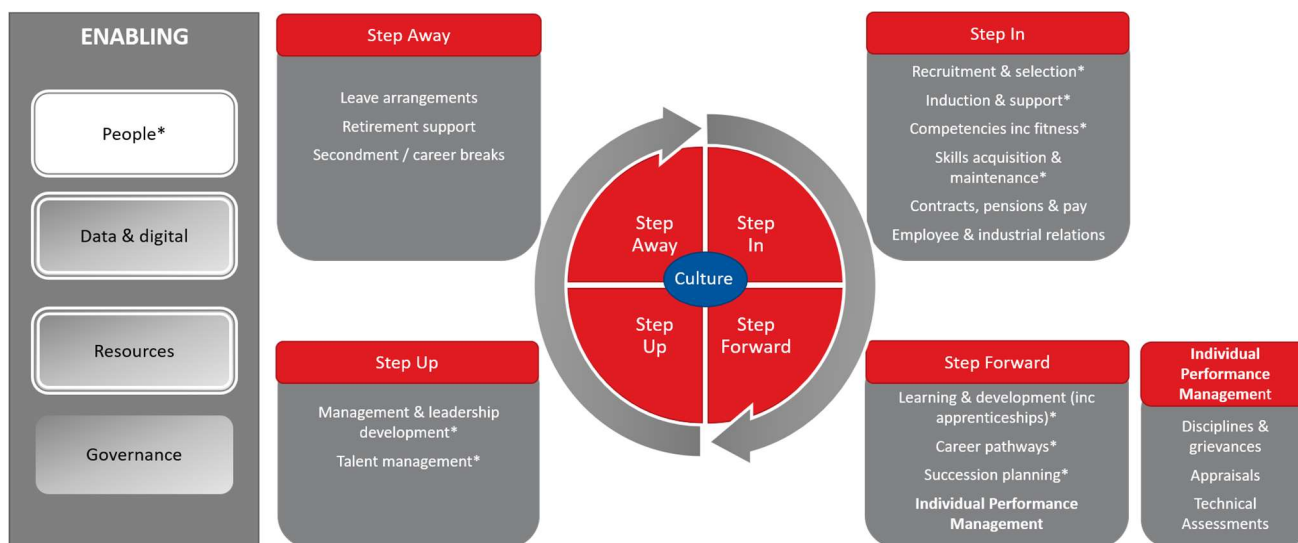 ENABLING
People*
Data & digital
Resources
Governance
Step Away
Leave arrangements
Retirement support
Secondment / career breaks
Step Up
Management & leadership
development*
Talent management*
Step
Away
Step
In
Culture
Step
Up
Step
Forward
Step In
Recruitment & selection*
Induction & support*
Competencies inc fitness*
Skills acquisition &
maintenance*
Contracts, pensions & pay
Employee & industrial relations
Step Forward
Learning & development (inc
apprenticeships)*
Career pathways*
Succession planning*
Individual Performance
Management
Individual
Performance
Management
Disciplines &
grievances
Appraisals
Technical
Assessments